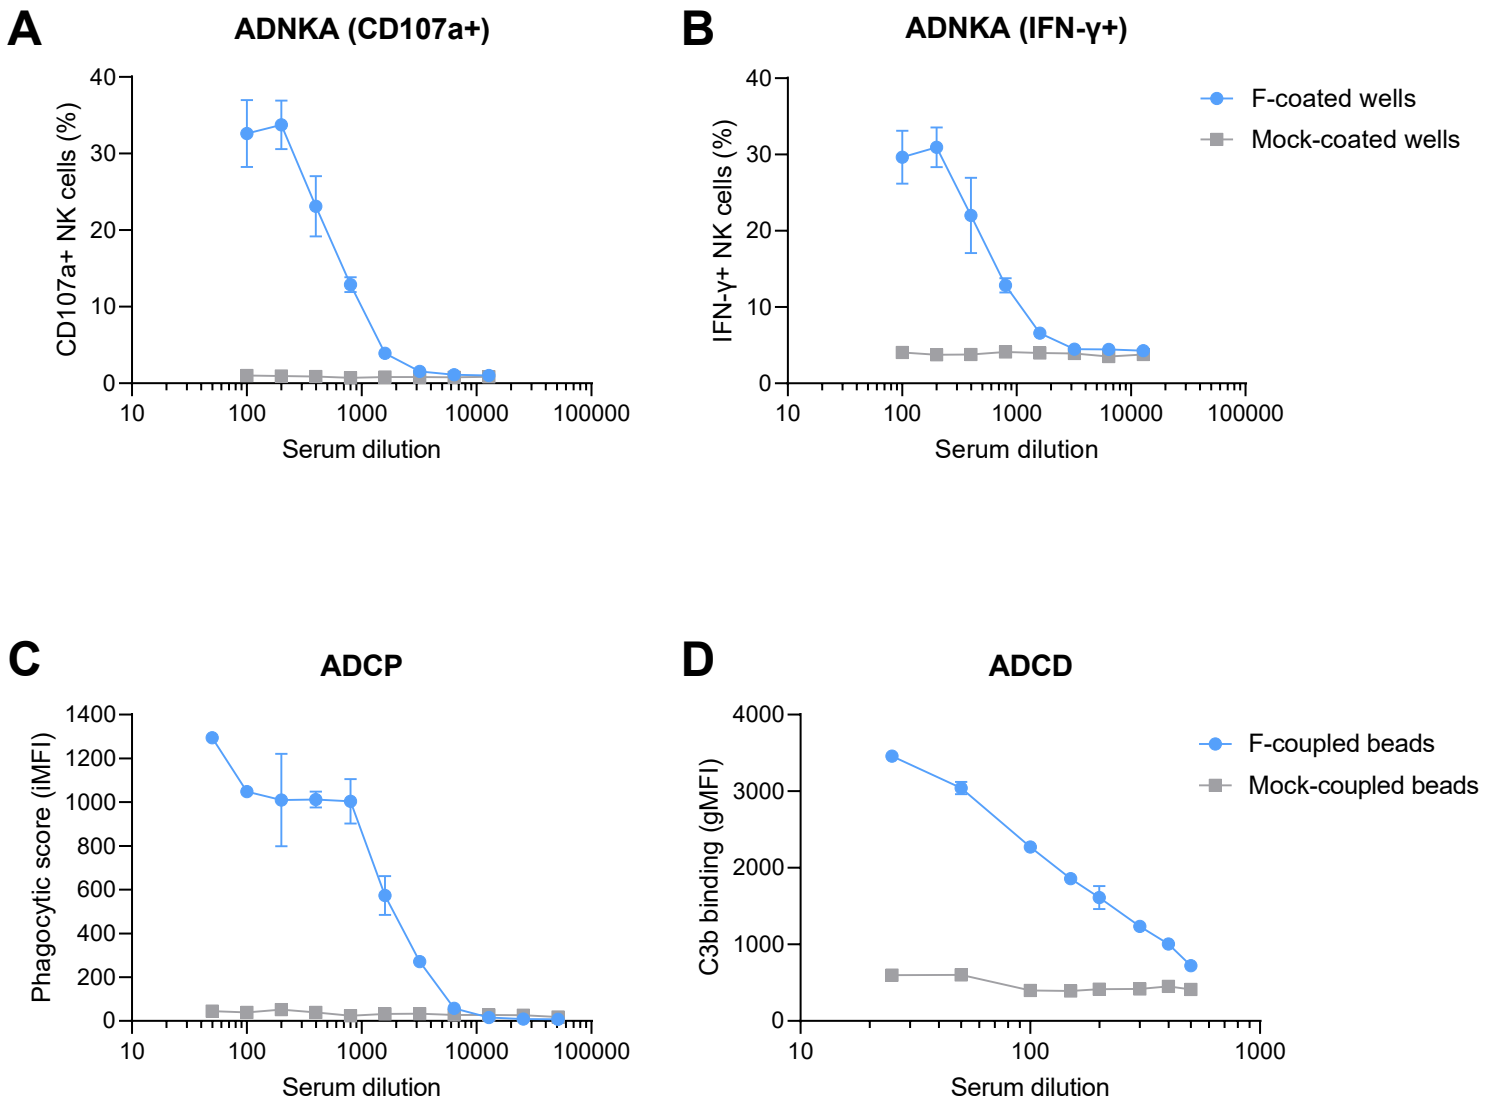 A
ADNKA (CD107a+)
CD107a+ NK cells (%)
40
30
20
10
0
10
100
1000
10000
100000
Serum dilution
B
ADNKA (IFN-γ+)
IFN-γ+ NK cells (%)
40
30
20
10
0
10
100
1000
10000
100000
Serum dilution
F-coated wells
Mock-coated wells
C
ADCP
Phagocytic score (iMFI)
1400
1200
1000
800
600
400
200
0
10
100
1000
10000
100000
Serum dilution
D
ADCD
C3b binding (gMFI)
4000
3000
2000
1000
0
10
100
1000
Serum dilution
F-coupled beads
Mock-coupled beads